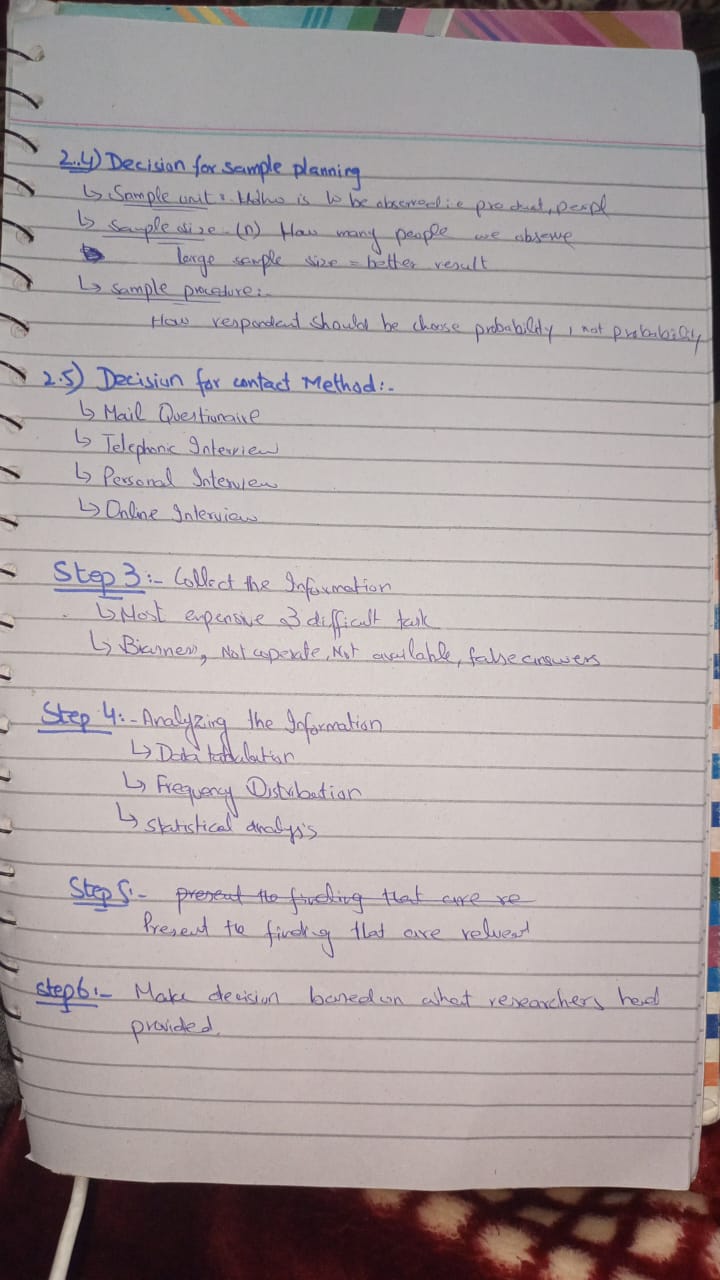 2.4) Decision for sample planning
↳ Sample unit: Who is to be observed i.e product, peopl
↳ Sample size (n) How many people we observe
large sample size = better result
↳ sample procedure:-
How respondent should be choose probability, not probability
2.5) Decision for contact Method:-
↳ Mail Questionaire
↳ Telephonic Interview
↳ Personal Interview
↳ Online Interview
Step 3:- Collect the Information
↳ Most expensive & difficult task
↳ Biasness, Not coperate, Not available, false answers
Step 4:- Analyzing the Information
↳ Data tabulation
↳ Frequency Distribution
↳ Statistical analysis
Step 5:- present the finding that are re
Present the finding that are relvent
Step 6:- Make decision based on what researchers had
provided.